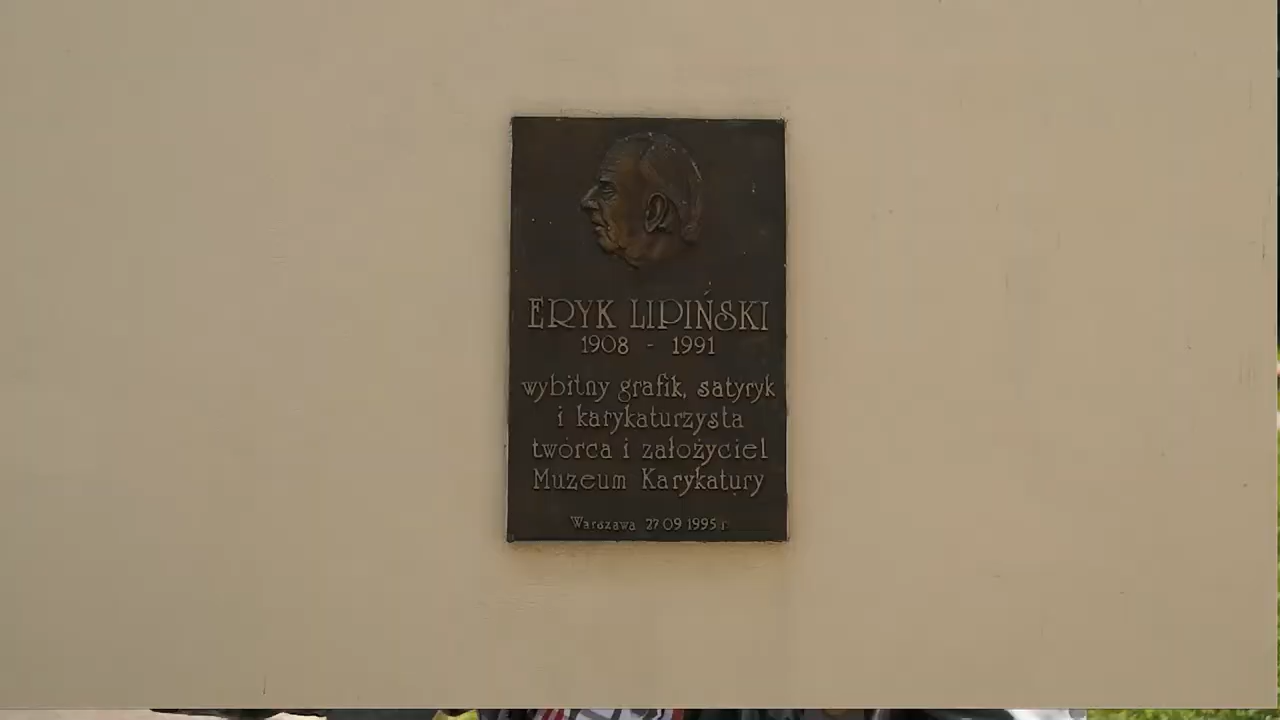 ERYK LIPIŃSKI
1908 - 1991
wybitny grafik, satyryk
i karykaturzysta
twórca i założyciel
Muzeum Karykatury
Warszawa 27 09 1995 r.